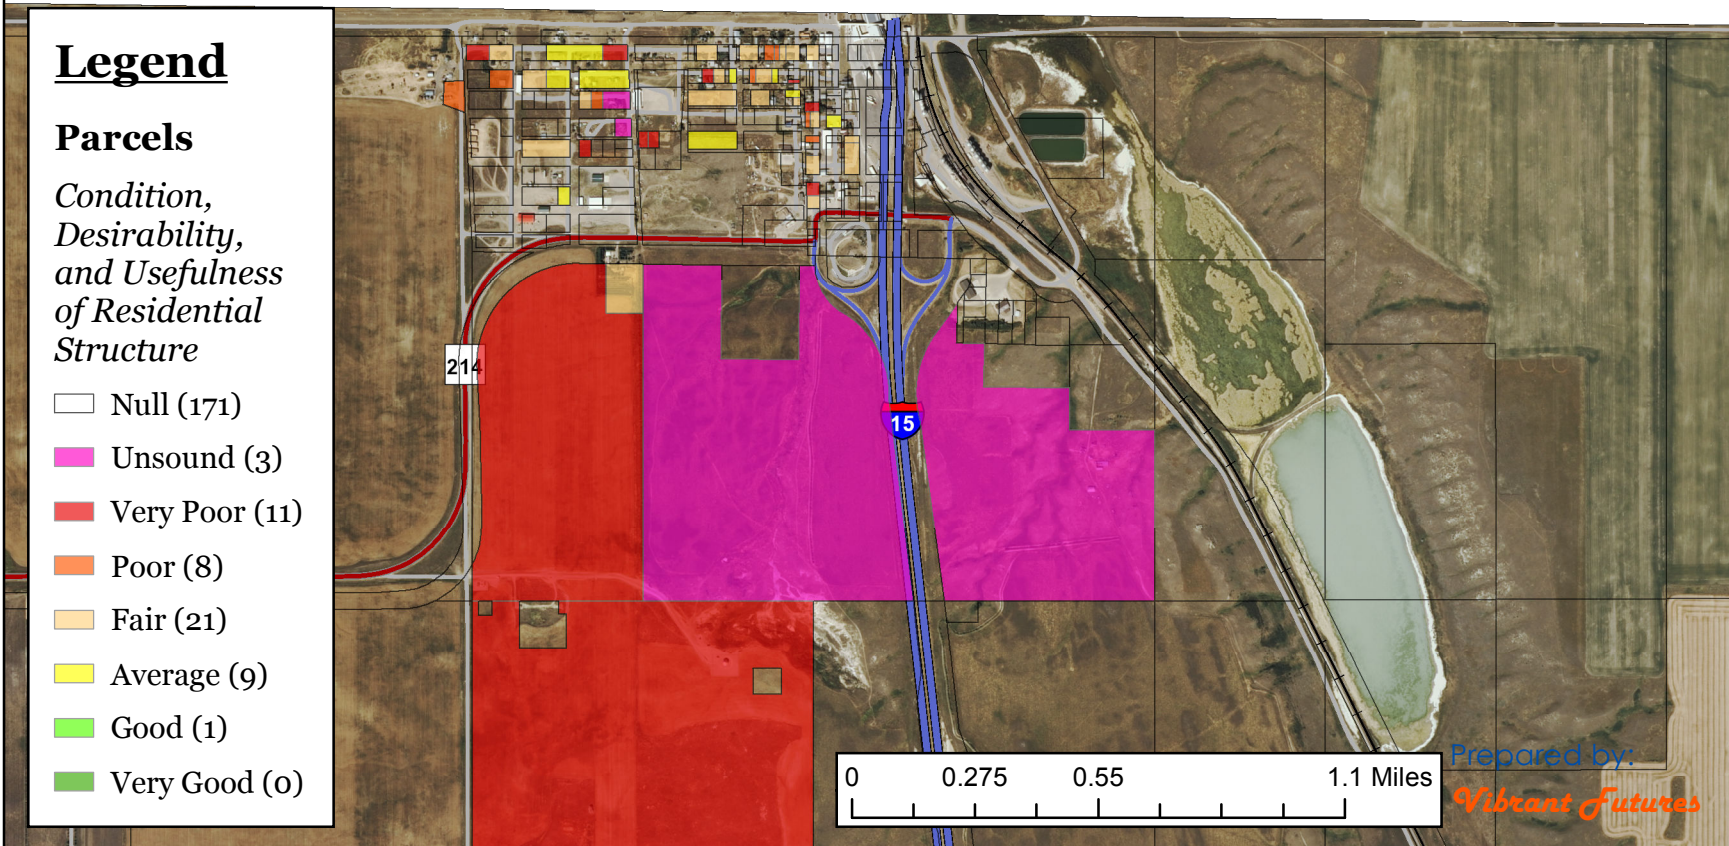 Legend
Parcels
Condition,
Desirability,
and Usefulness
of Residential
Structure
Null (171)
Unsound (3)
Very Poor (11)
Poor (8)
Fair (21)
Average (9)
Good (1)
Very Good (0)
214
15
0 0.275 0.55 1.1 Miles
Prepared by:
Vibrant Futures